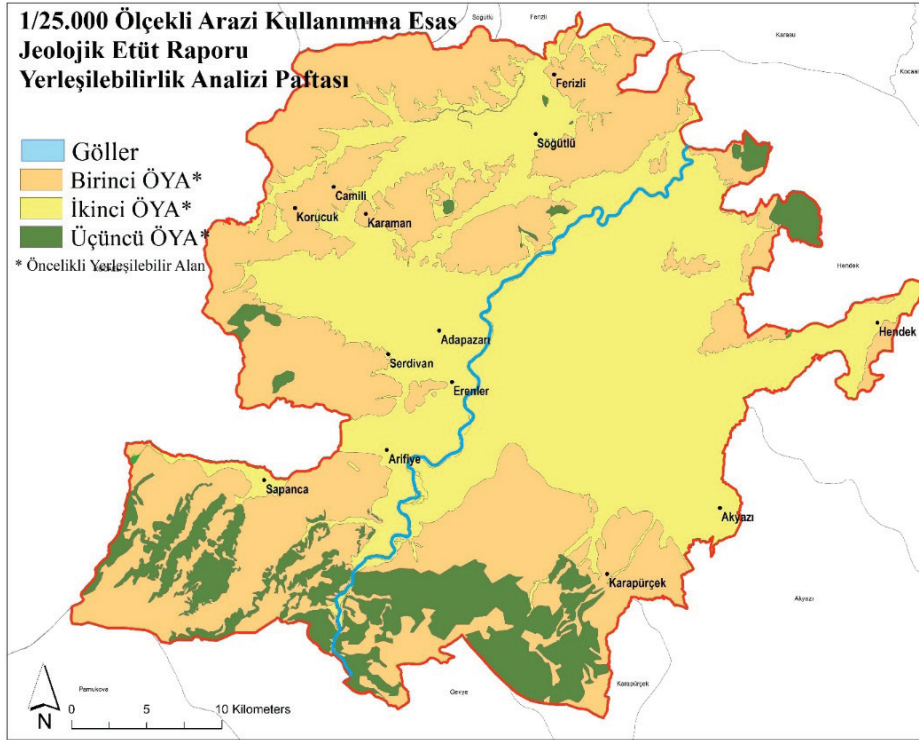 1/25.000 Ölçekli Arazi Kullanımına Esas
Jeolojik Etüt Raporu
Yerleşilebilirlik Analizi Paftası
Göller
Birinci ÖYA*
İkinci ÖYA*
Üçüncü ÖYA*
* Öncelikli Yerleşilebilir Alan
Söğütlü
Ferizli
Karasu
Kocaali
Ferizli
Söğütlü
Camili
Korucuk
Karaman
Hendek
Adapazarı
Hendek
Serdivan
Erenler
Arifiye
Sapanca
Akyazı
Karapürçek
Akyazı
Pamukova
Geyve
Karapürçek
N
0 5 10 Kilometers